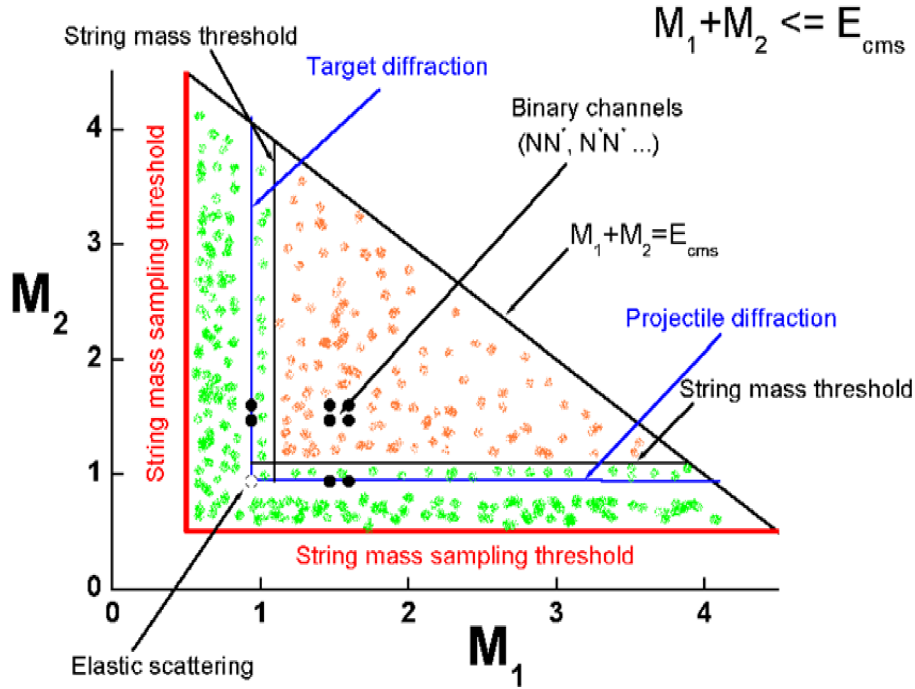 M1+M2 <= Ecms
String mass threshold
Target diffraction
Binary channels
(NN*, N*N* ...)
M1+M2=Ecms
Projectile diffraction
String mass threshold
String mass sampling threshold
M2
4
3
2
1
0
String mass sampling threshold
0
1
2
3
4
Elastic scattering
M1